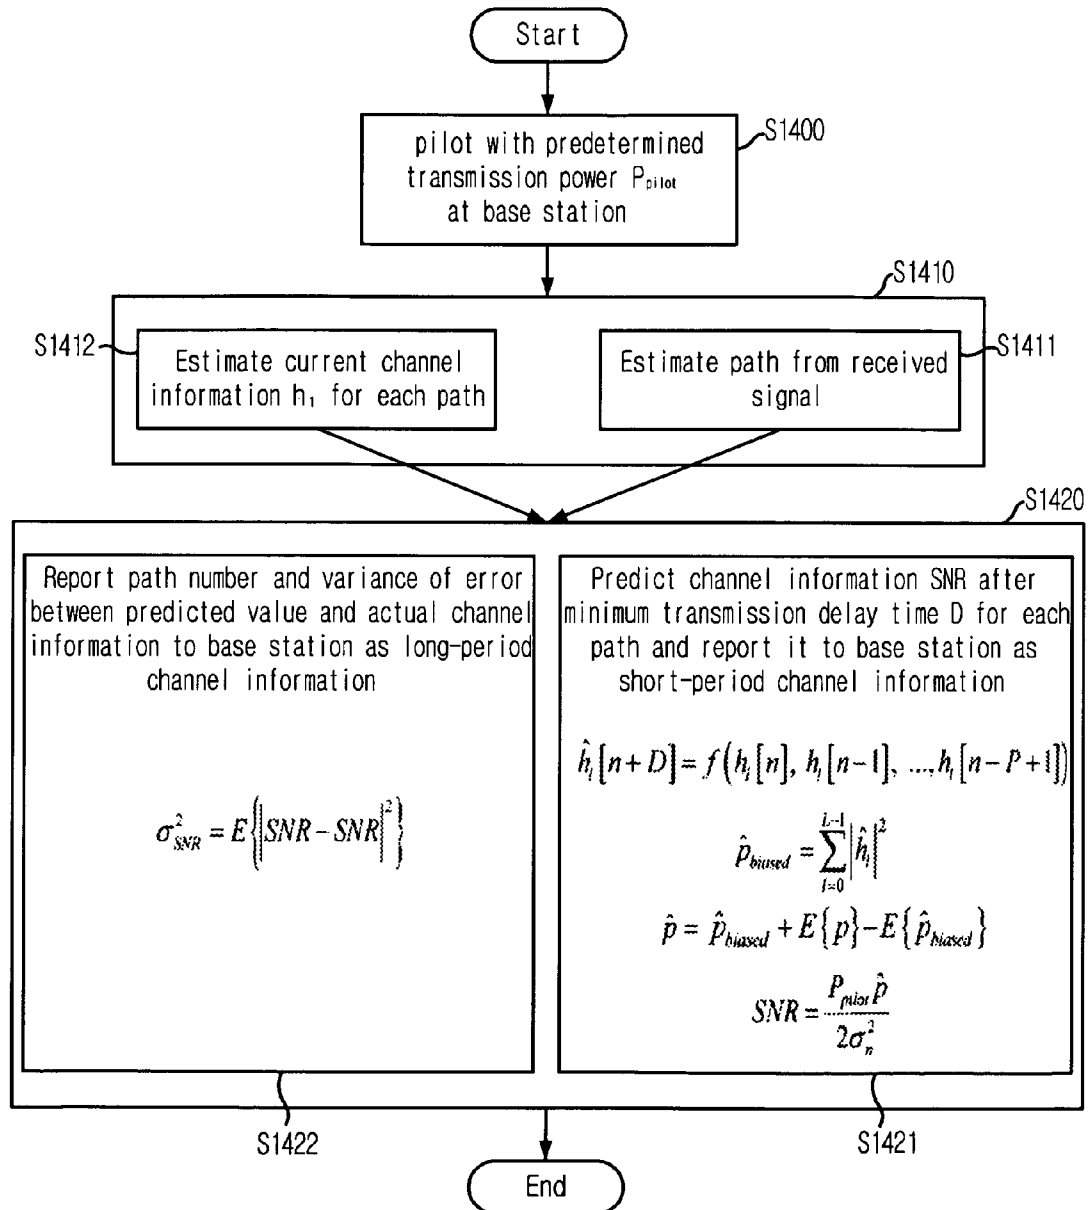 Start
pilot with predetermined
transmission power P_pilot
at base station
S1400
S1410
S1412
Estimate current channel
information h₁ for each path
Estimate path from received
signal
S1411
S1420
Report path number and variance of error
between predicted value and actual channel
information to base station as long-period
channel information
σ̂²_SNR = E{|SNR − SNR|²}
S1422
Predict channel information SNR after
minimum transmission delay time D for each
path and report it to base station as
short-period channel information
ĥ_l[n+D] = f(h_l[n], h_l[n−1], ...,h_l[n−P+1])
p̂_biased = ∑_{l=0}^{L−1} |ĥ_l|²
p̂ = p̂_biased + E{p} − E{p̂_biased}
SNR = P_pilot p̂ / 2σ_n²
S1421
End